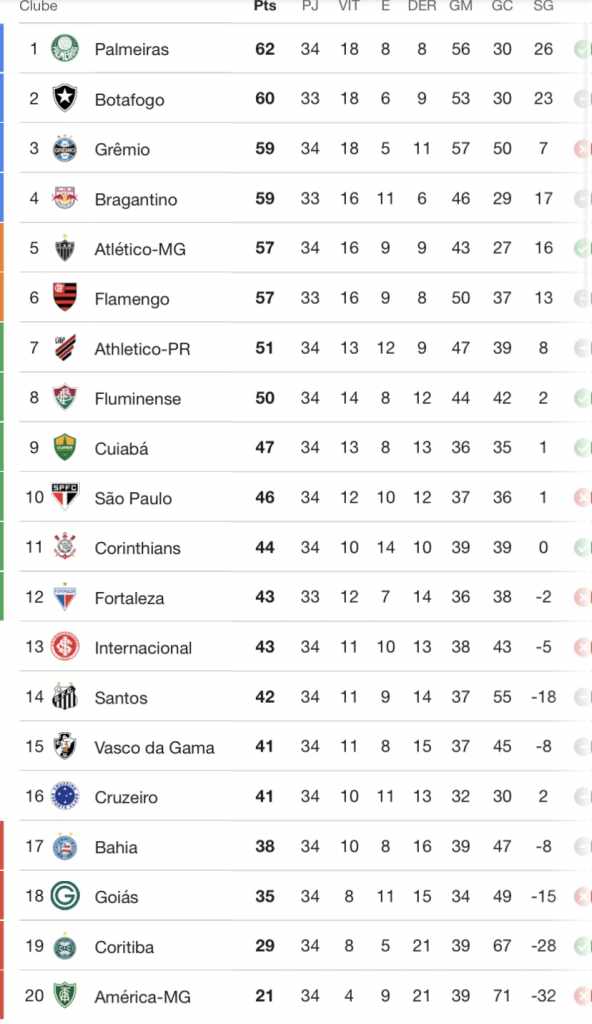 Clube Pts PJ VIT E DER GM GC SG
1 Palmeiras 62 34 18 8 8 56 30 26
2 Botafogo 60 33 18 6 9 53 30 23
3 Grêmio 59 34 18 5 11 57 50 7
4 Bragantino 59 33 16 11 6 46 29 17
5 Atlético-MG 57 34 16 9 9 43 27 16
6 Flamengo 57 33 16 9 8 50 37 13
7 Athletico-PR 51 34 13 12 9 47 39 8
8 Fluminense 50 34 14 8 12 44 42 2
9 Cuiabá 47 34 13 8 13 36 35 1
10 São Paulo 46 34 12 10 12 37 36 1
11 Corinthians 44 34 10 14 10 39 39 0
12 Fortaleza 43 33 12 7 14 36 38 -2
13 Internacional 43 34 11 10 13 38 43 -5
14 Santos 42 34 11 9 14 37 55 -18
15 Vasco da Gama 41 34 11 8 15 37 45 -8
16 Cruzeiro 41 34 10 11 13 32 30 2
17 Bahia 38 34 10 8 16 39 47 -8
18 Goiás 35 34 8 11 15 34 49 -15
19 Coritiba 29 34 8 5 21 39 67 -28
20 América-MG 21 34 4 9 21 39 71 -32